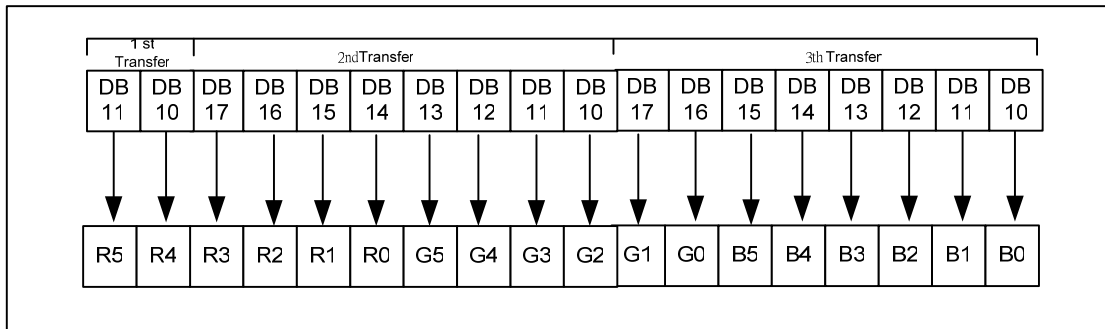 1 st
Transfer
2ndTransfer
3th Transfer
DB 11 DB 10 DB 17 DB 16 DB 15 DB 14 DB 13 DB 12 DB 11 DB 10 DB 17 DB 16 DB 15 DB 14 DB 13 DB 12 DB 11 DB 10
R5 R4 R3 R2 R1 R0 G5 G4 G3 G2 G1 G0 B5 B4 B3 B2 B1 B0